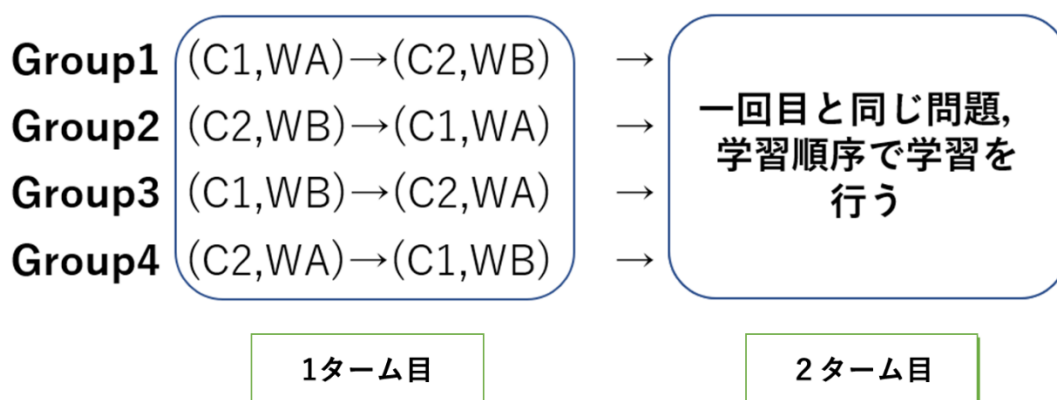 Group1 (C1,WA)→(C2,WB) →
Group2 (C2,WB)→(C1,WA) →
Group3 (C1,WB)→(C2,WA) →
Group4 (C2,WA)→(C1,WB) →
一回目と同じ問題,
学習順序で学習を
行う
1ターム目
2ターム目